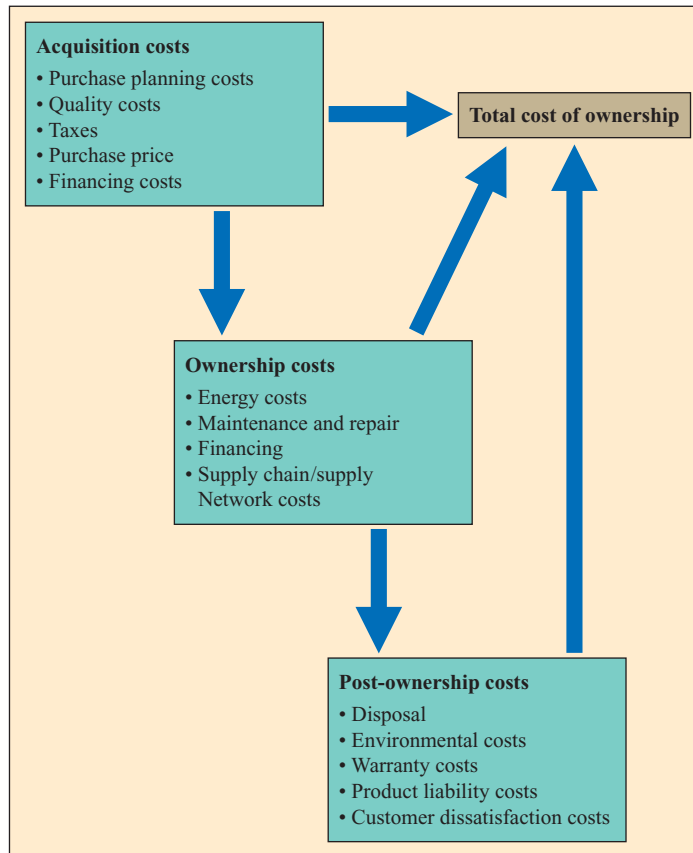 Acquisition costs
• Purchase planning costs
• Quality costs
• Taxes
• Purchase price
• Financing costs
Total cost of ownership
Ownership costs
• Energy costs
• Maintenance and repair
• Financing
• Supply chain/supply
Network costs
Post-ownership costs
• Disposal
• Environmental costs
• Warranty costs
• Product liability costs
• Customer dissatisfaction costs